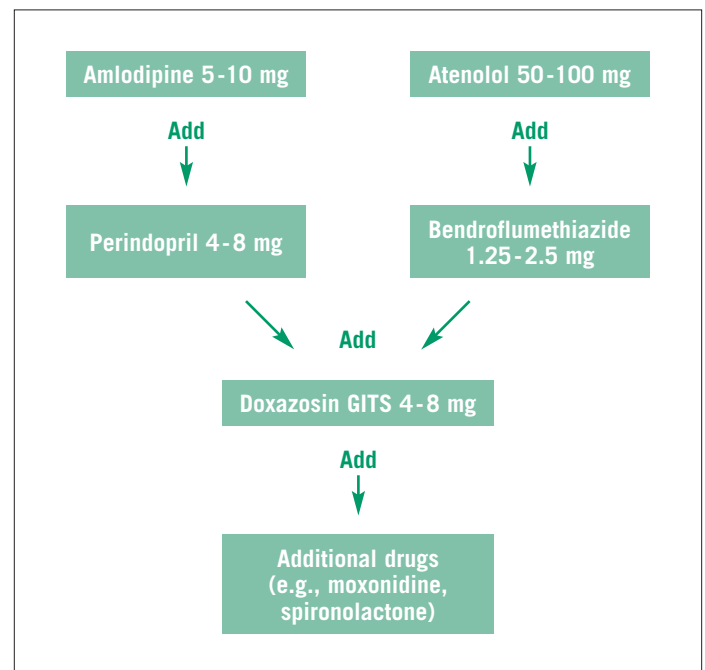 Amlodipine 5-10 mg
Atenolol 50-100 mg
Add
Add
Perindopril 4-8 mg
Bendroflumethiazide
1.25-2.5 mg
Add
Doxazosin GITS 4-8 mg
Add
Additional drugs
(e.g., moxonidine,
spironolactone)